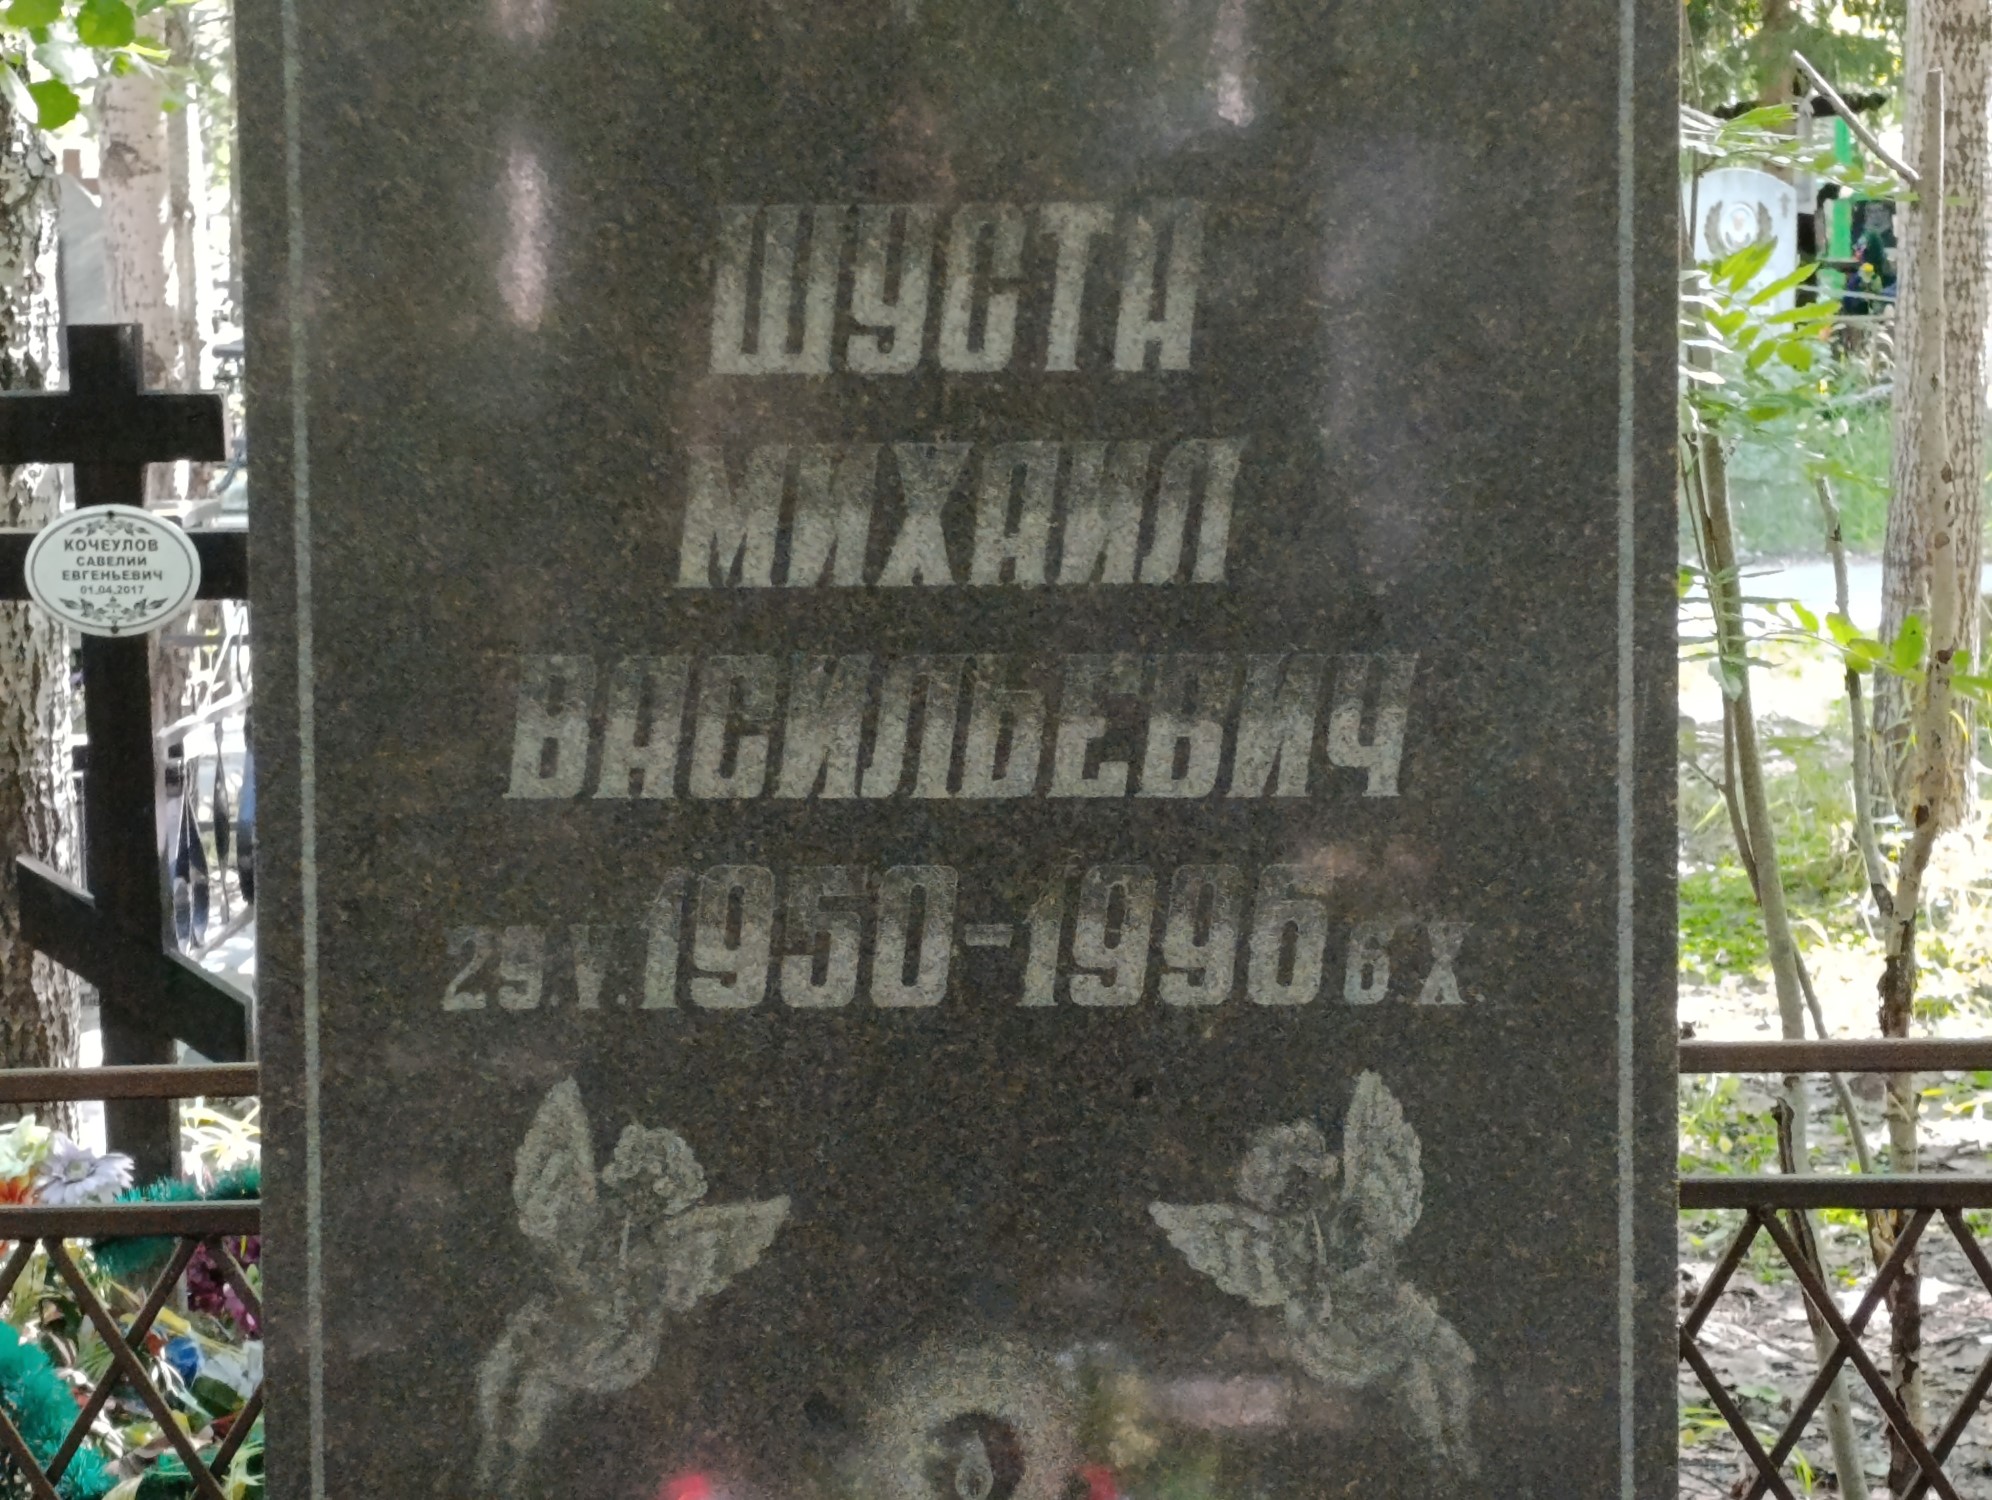 ШУСТА
МИХАИЛ
ВАСИЛЬЕВИЧ
29.V.1950-1996 6.X.
КОЧЕУЛОВ
САВЕЛИЙ
ЕВГЕНЬЕВИЧ
01.04.2017